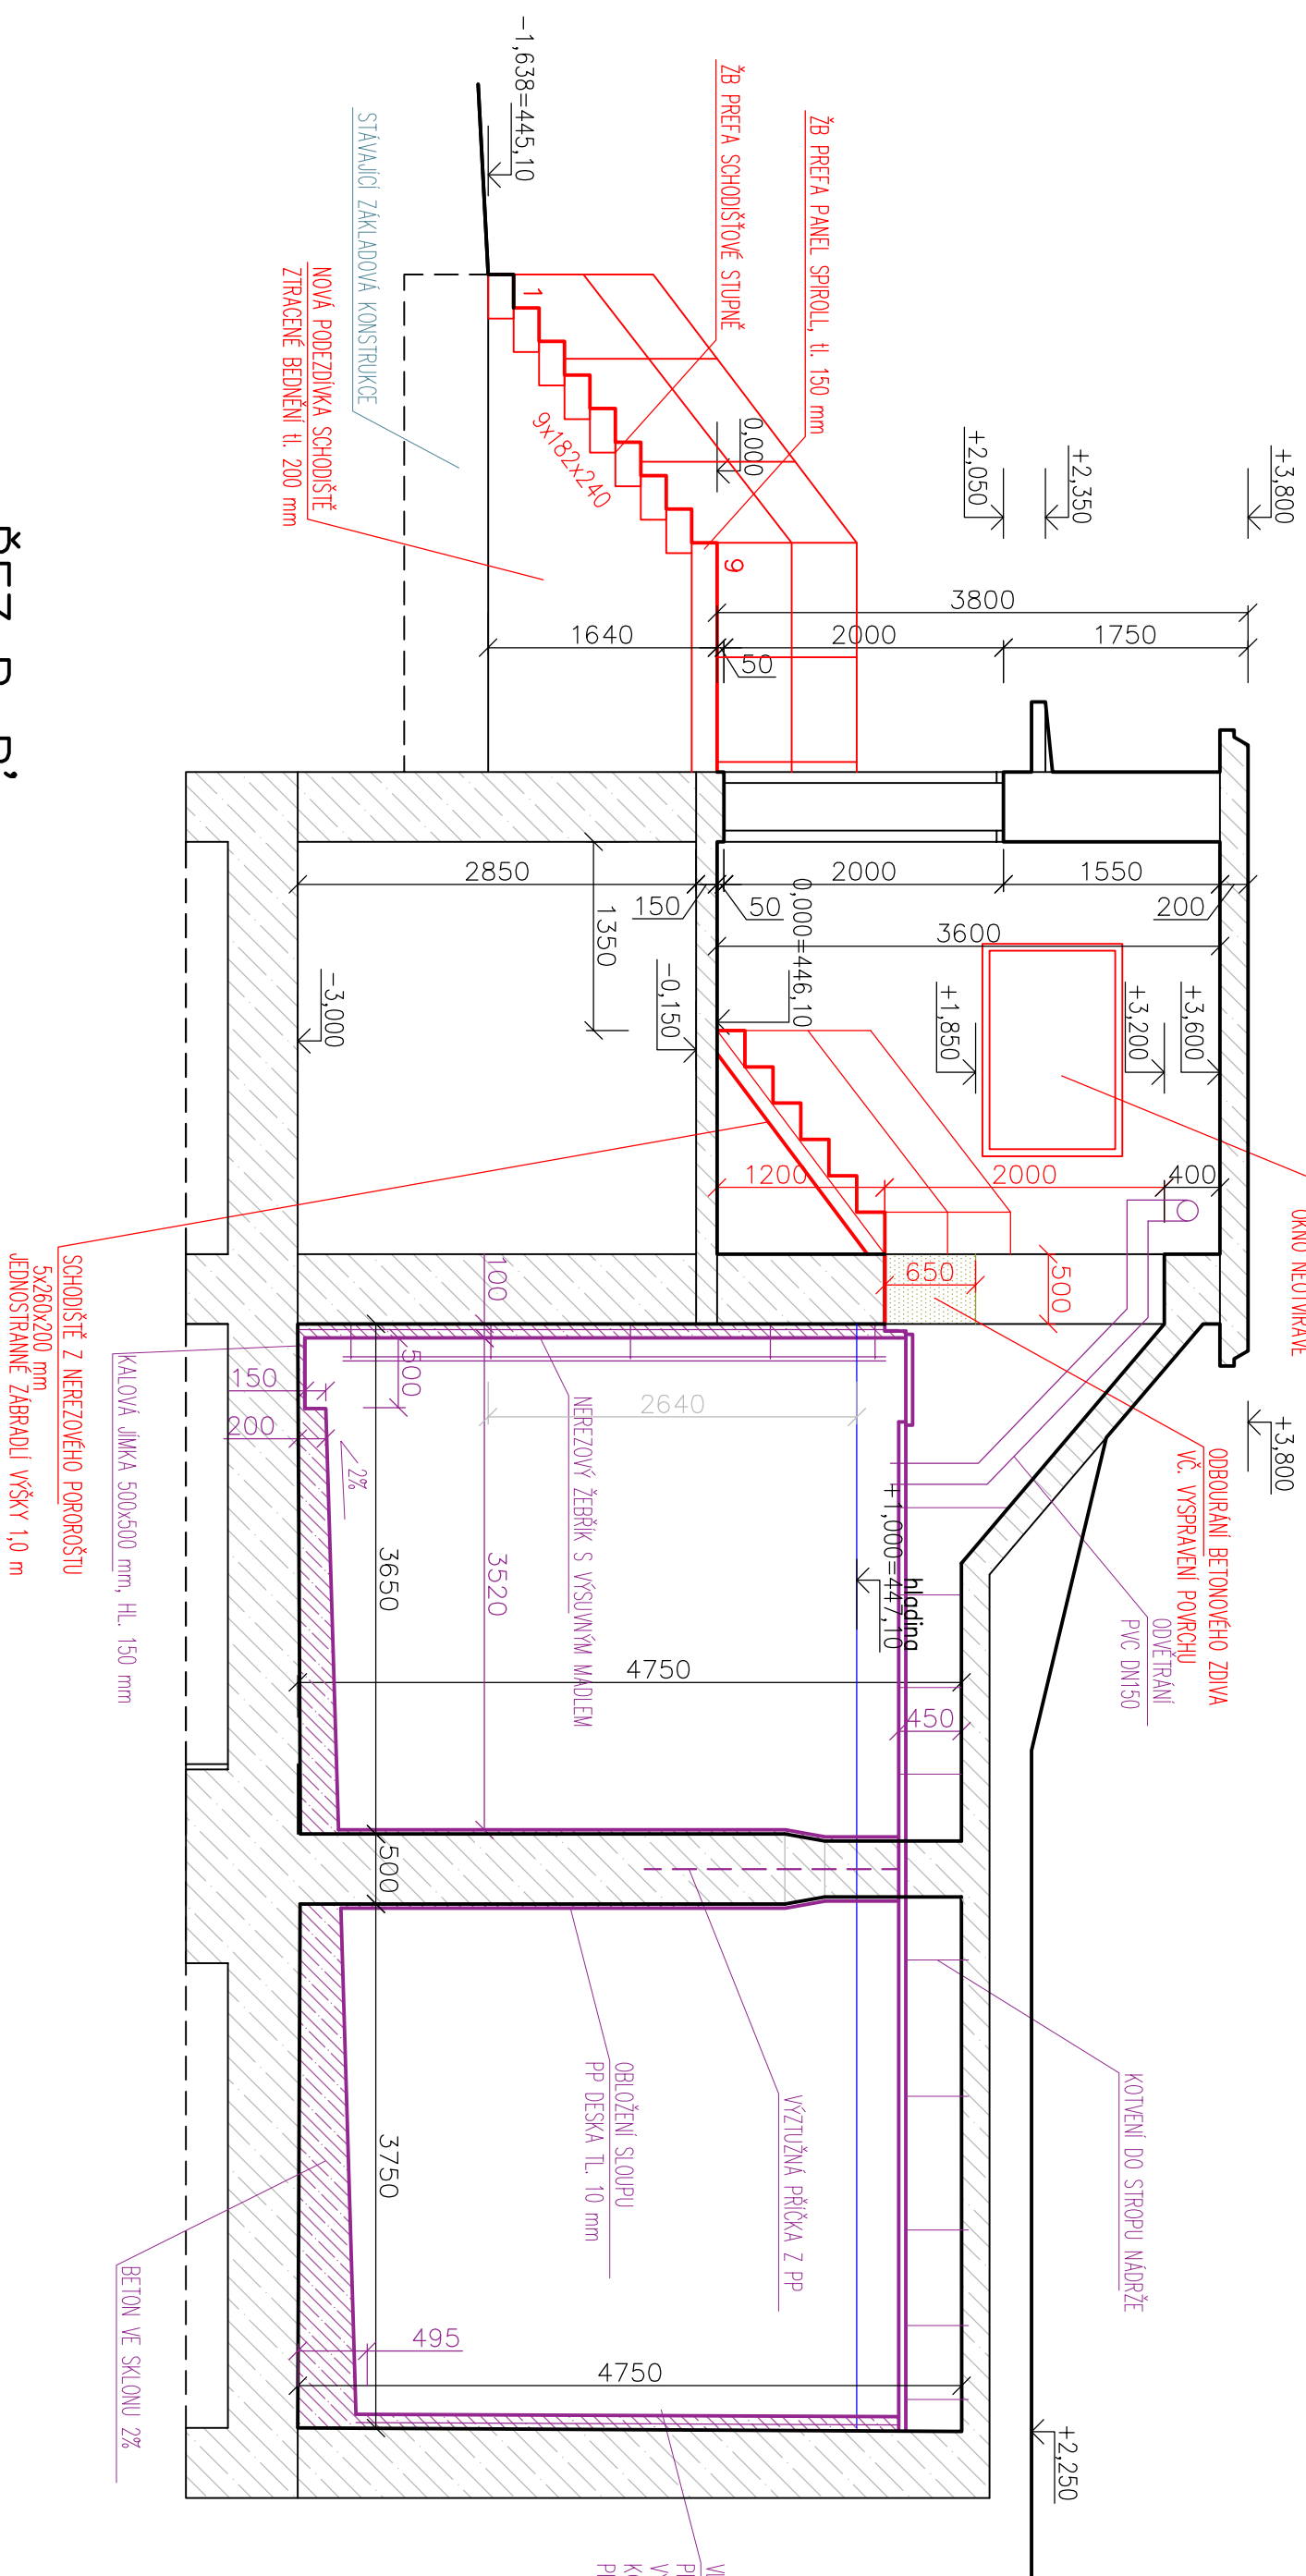 -1,638=445,10
STÁVAJÍCÍ ZÁKLADOVÁ KONSTRUKCE
NOVÁ PODEZDÍVKA SCHODIŠTĚ
ZTRACENÉ BEDNĚNÍ tl. 200 mm
ŽB PREFA SCHODIŠŤOVÉ STUPNĚ
ŽB PREFA PANEL SPIROLL, tl. 150 mm
1
9x182x240
9
0,000
+2,050
+2,350
+3,800
3800
1640
2000
1750
50
2850
150
50
2000
1550
200
1350
3600
0,000=446,10
-0,150
-3,000
+1,850
+3,200
+3,600
1200
2000
400
OKNO NEOTVÍRAVÉ
650
500
100
500
150
200
2%
2640
3520
3650
+3,800
ODBOURÁNÍ BETONOVÉHO ZDIVA
VČ. VYSPRAVENÍ POVRCHU
ODVĚTRÁNÍ
PVC DN150
hladina
+1,000=447,10
NEREZOVÝ ŽEBŘÍK S VÝSUVNÝM MADLEM
4750
450
SCHODIŠTĚ Z NEREZOVÉHO POROROŠTU
5x260x200 mm
JEDNOSTRANNÉ ZÁBRADLÍ VÝŠKY 1,0 m
KALOVÁ JÍMKA 500x500 mm, HL. 150 mm
500
3750
KOTVENÍ DO STROPU NÁDRŽE
VÝZTUŽNÁ PŘÍČKA Z PP
OBLOŽENÍ SLOUPU
PP DESKA TL. 10 mm
BETON VE SKLONU 2%
495
4750
+2,250